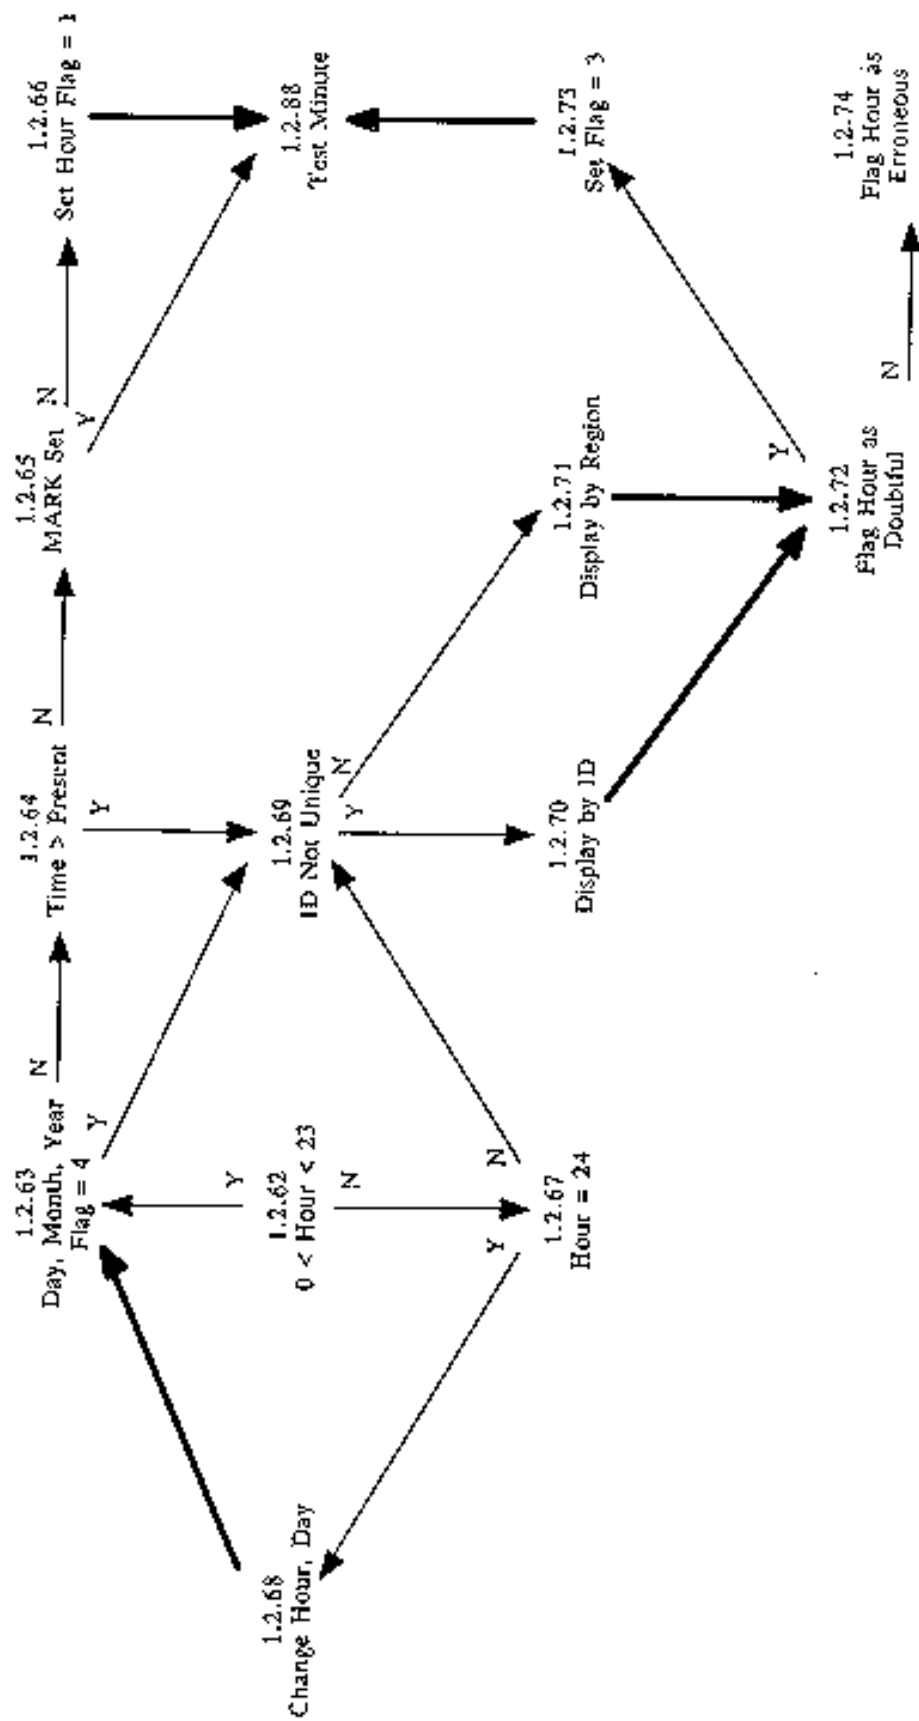 1.2.63
Day, Month, Year
Flag = 4
N
Y
1.2.64
Time > Present
N
Y
1.2.65
MARK Set
N
Y
1.2.66
Set Hour Flag = 1
1.2.68
Change Hour, Day
Y
1.2.62
0 < Hour < 23
N
1.2.69
ID Not Unique
Y
N
1.2.88
Test Minute
Y
N
1.2.67
Hour = 24
1.2.70
Display by ID
1.2.71
Display by Region
1.2.73
Set Flag = 3
Y
1.2.72
Flag Hour as
Doubtful
N
1.2.74
Flag Hour as
Erroneous